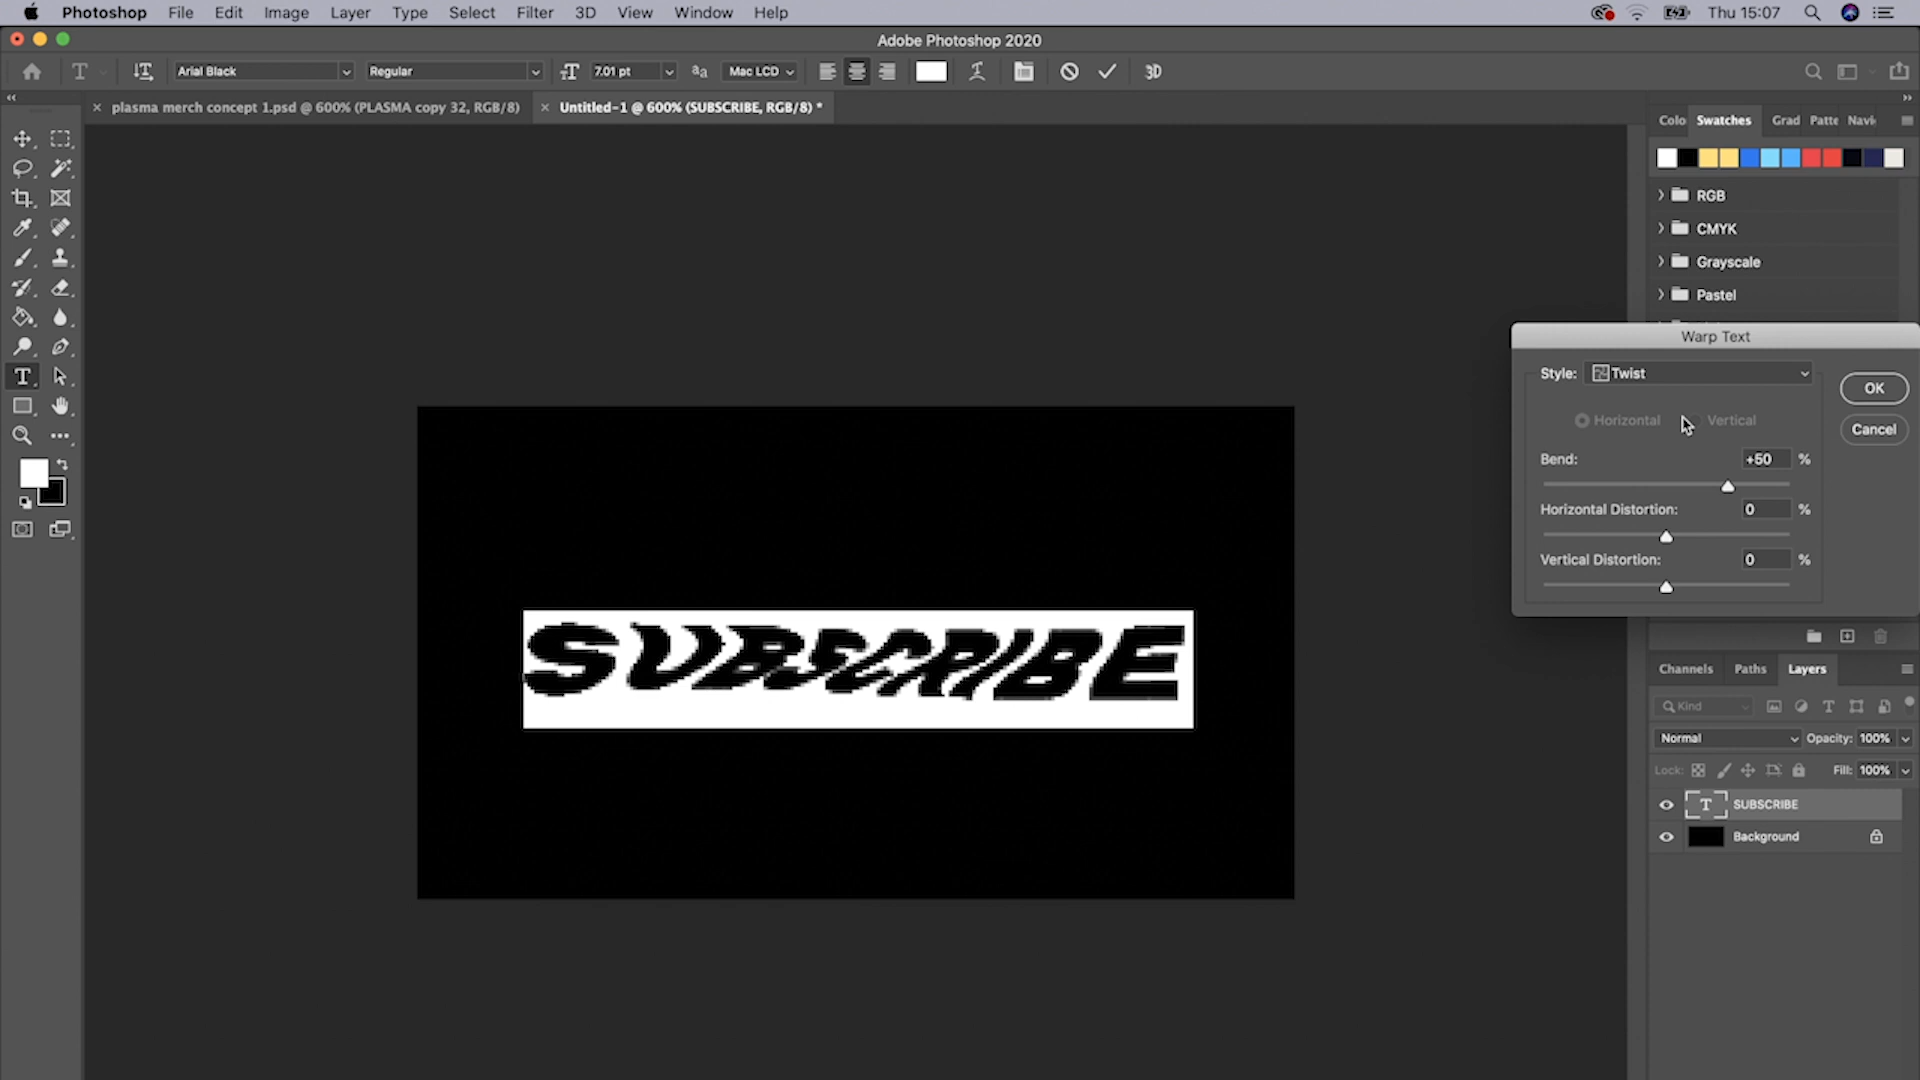 Photoshop File Edit Image Layer Type Select Filter 3D View Window Help Thu 15:07
Adobe Photoshop 2020
T Arial Black Regular 7.01 pt aa Mac LCD 3D
plasma merch concept 1.psd @ 600% (PLASMA copy 32, RGB/8) Untitled-1 @ 600% (SUBSCRIBE, RGB/8) *
Colo Swatches Grad Patte Navi
RGB
CMYK
Grayscale
Pastel
Warp Text
Style: Twist
OK
Horizontal Vertical
Cancel
Bend: +50 %
Horizontal Distortion: 0 %
Vertical Distortion: 0 %
SUBSCRIBE
Channels Paths Layers
Kind
Normal Opacity: 100%
Lock: Fill: 100%
T SUBSCRIBE
Background